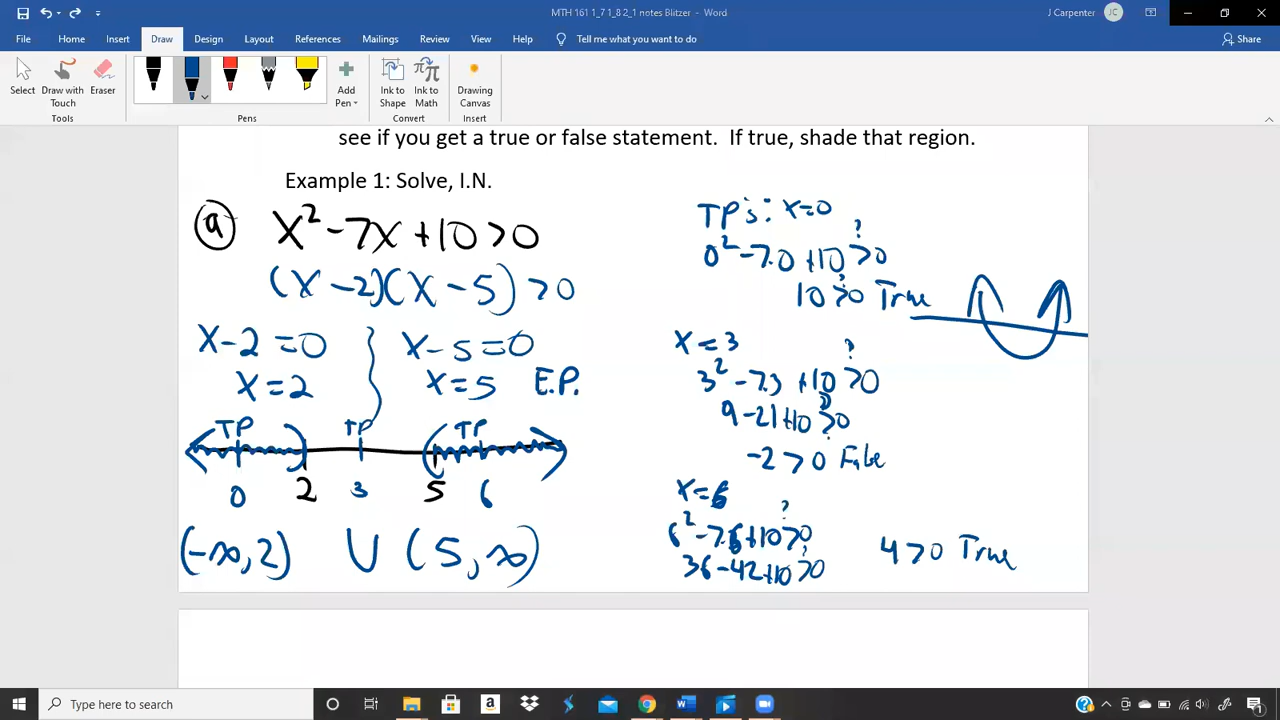 MTH 161 1_7 1_8 2_1 notes Blitzer - Word
J Carpenter JC
File Home Insert Draw Design Layout References Mailings Review View Help Tell me what you want to do Share
Select Draw with Touch Eraser Add Pen Ink to Shape Ink to Math Drawing Canvas
Tools Pens Convert Insert
see if you get a true or false statement. If true, shade that region.
Example 1: Solve, I.N.
a x² -7x +10 >0
(x -2)(x -5) >0
x-2 =0 x-5 =0
x=2 x=5 E.P.
TP TP TP
0 2 3 5 6
(-∞,2) ∪ (5,∞)
TP's: x=0
?
0² -7.0 +10 >0
?
10 >0 True
x=3
?
3² -7.3 +10 >0
?
9 -21 +10 >0
-2 >0 False
x=6
?
6² -7.6 +10 >0
?
36 -42 +10 >0
4 >0 True
Type here to search